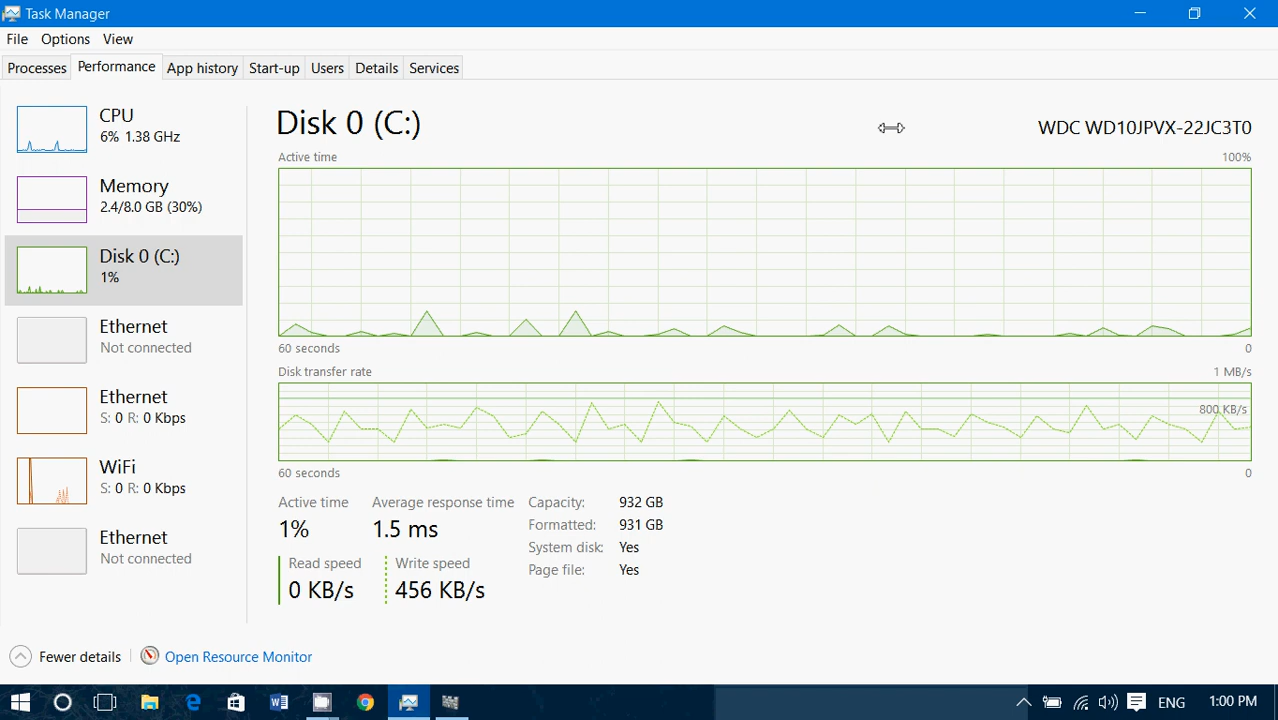 Task Manager
File Options View
Processes Performance App history Start-up Users Details Services
CPU
6% 1.38 GHz
Memory
2.4/8.0 GB (30%)
Disk 0 (C:)
1%
Ethernet
Not connected
Ethernet
S: 0 R: 0 Kbps
WiFi
S: 0 R: 0 Kbps
Ethernet
Not connected
Disk 0 (C:) WDC WD10JPVX-22JC3T0
Active time 100%
60 seconds 0
Disk transfer rate 1 MB/s
800 KB/s
60 seconds 0
Active time Average response time
1% 1.5 ms
Read speed Write speed
0 KB/s 456 KB/s
Capacity: 932 GB
Formatted: 931 GB
System disk: Yes
Page file: Yes
Fewer details Open Resource Monitor
ENG 1:00 PM